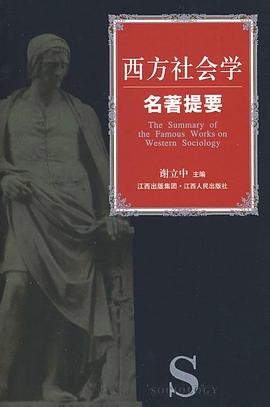 西方社会学
名著提要
The Summary of
the Famous Works on
Western Sociology
谢立中 主编
江西出版集团·江西人民出版社
S
SOCIOLOGY